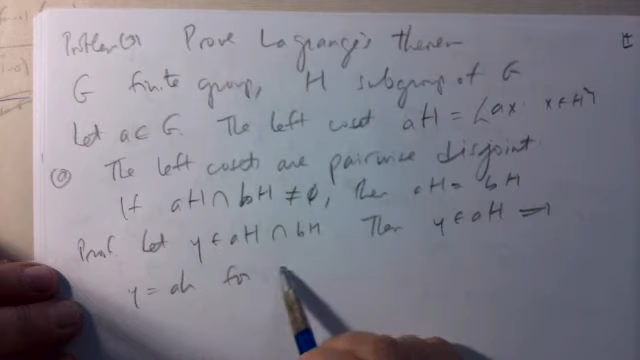 Problem(3) Prove Lagrange's theorem
G finite group, H subgroup of G
Let a ∈ G. The left coset aH = {ax: x ∈ H}
(a) The left cosets are pairwise disjoint.
If aH ∩ bH ≠ ∅, Then aH = bH
Proof. Let y ∈ aH ∩ bH Then y ∈ aH ⇒
y = ah for